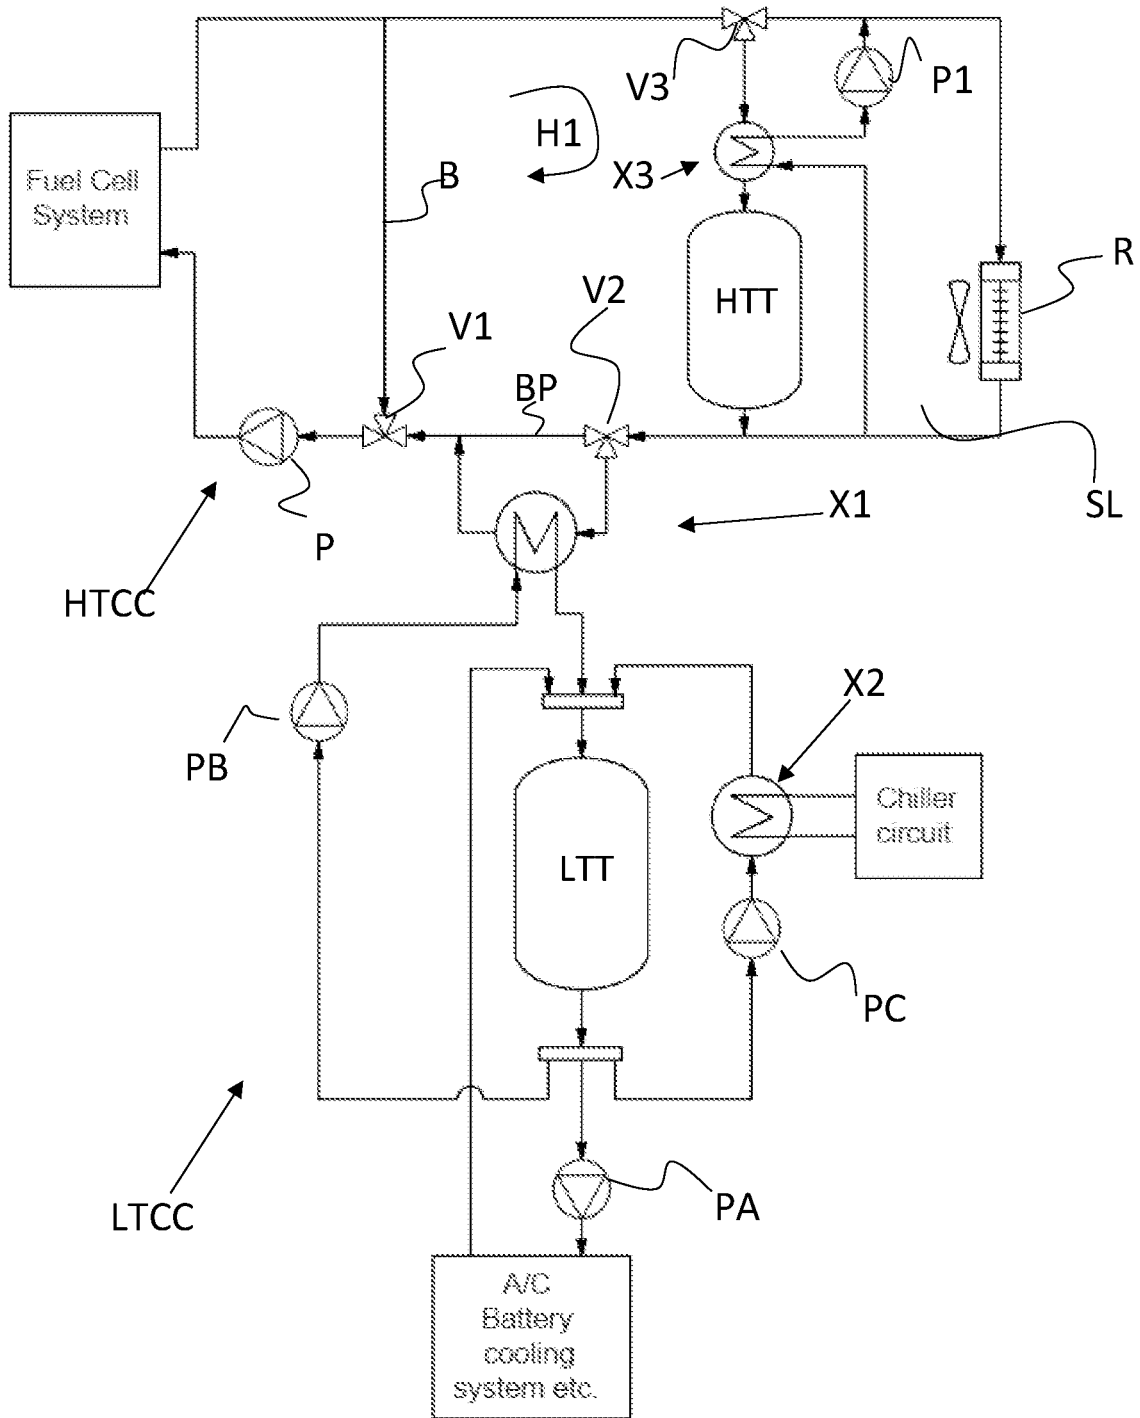 V3
P1
H1
Fuel Cell
System
B
X3
R
V2
HTT
V1
BP
X1
SL
P
HTCC
X2
PB
Chiller
circuit
LTT
PC
LTCC
PA
A/C
Battery
cooling
system etc.